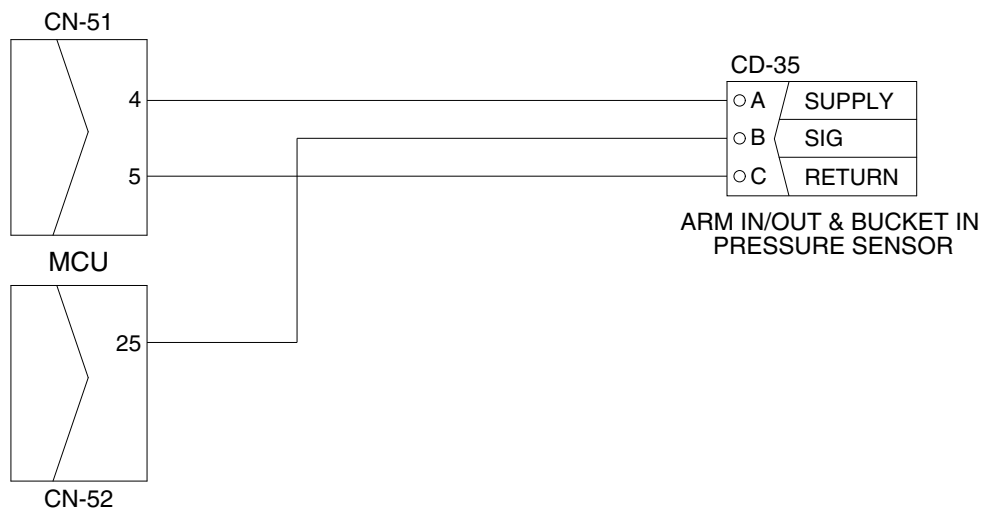 CN-51
4
5
MCU
25
CN-52
CD-35
A SUPPLY
B SIG
C RETURN
ARM IN/OUT & BUCKET IN
PRESSURE SENSOR